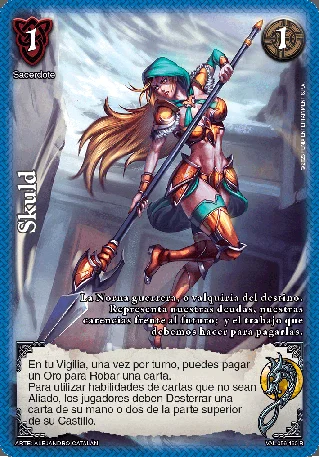 1
1
Sacerdote
Skuld
La Norna guerrera, o valquiria del destino.
Representa nuestras deudas, nuestras
carencias frente al futuro; y el trabajo que
debemos hacer para pagarlas.
En tu Vigilia, una vez por turno, puedes pagar
un Oro para Robar una carta.
Para utilizar habilidades de cartas que no sean
Aliado, los jugadores deben Desterrar una
carta de su mano o dos de la parte superior
de su Castillo.
ARTE: ALEJANDRO CATALAN